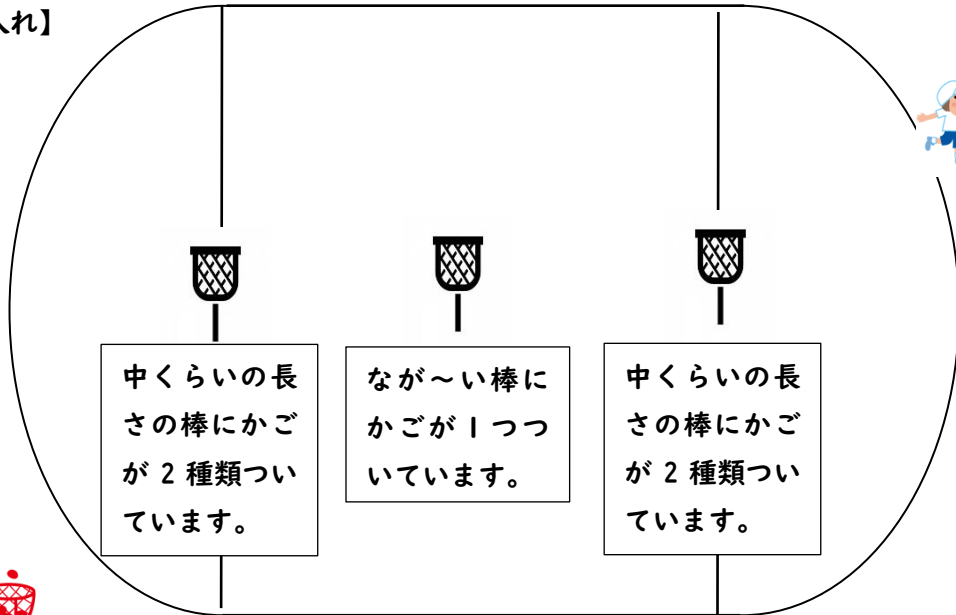 入れ】
中くらいの長
さの棒にかご
が 2 種類つい
ています。
なが～い棒に
かごが 1 つつ
いています。
中くらいの長
さの棒にかご
が 2 種類つい
ています。